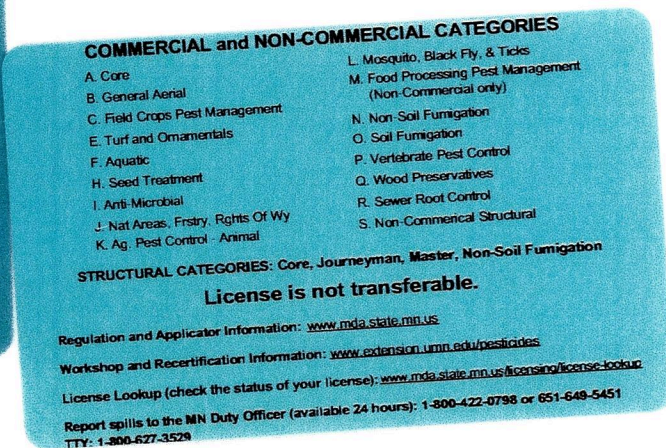 COMMERCIAL and NON-COMMERCIAL CATEGORIES
A. Core
B. General Aerial
C. Field Crops Pest Management
E. Turf and Ornamentals
F. Aquatic
H. Seed Treatment
I. Anti-Microbial
J. Nat Areas, Frstry, Rghts Of Wy
K. Ag. Pest Control - Animal
L. Mosquito, Black Fly, & Ticks
M. Food Processing Pest Management
(Non-Commercial only)
N. Non-Soil Fumigation
O. Soil Fumigation
P. Vertebrate Pest Control
Q. Wood Preservatives
R. Sewer Root Control
S. Non-Commerical Structural
STRUCTURAL CATEGORIES: Core, Journeyman, Master, Non-Soil Fumigation
License is not transferable.
Regulation and Applicator Information: www.mda.state.mn.us
Workshop and Recertification Information: www.extension.umn.edu/pesticides
License Lookup (check the status of your license): www.mda.state.mn.us/licensing/license-lookup
Report spills to the MN Duty Officer (available 24 hours): 1-800-422-0798 or 651-649-5451
TTY: 1-800-627-3529